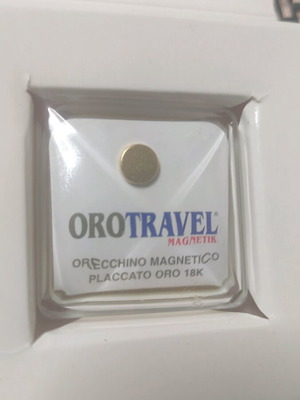 OROTRAVEL®
MAGNETIK
ORECCHINO MAGNETICO
PLACCATO ORO 18K